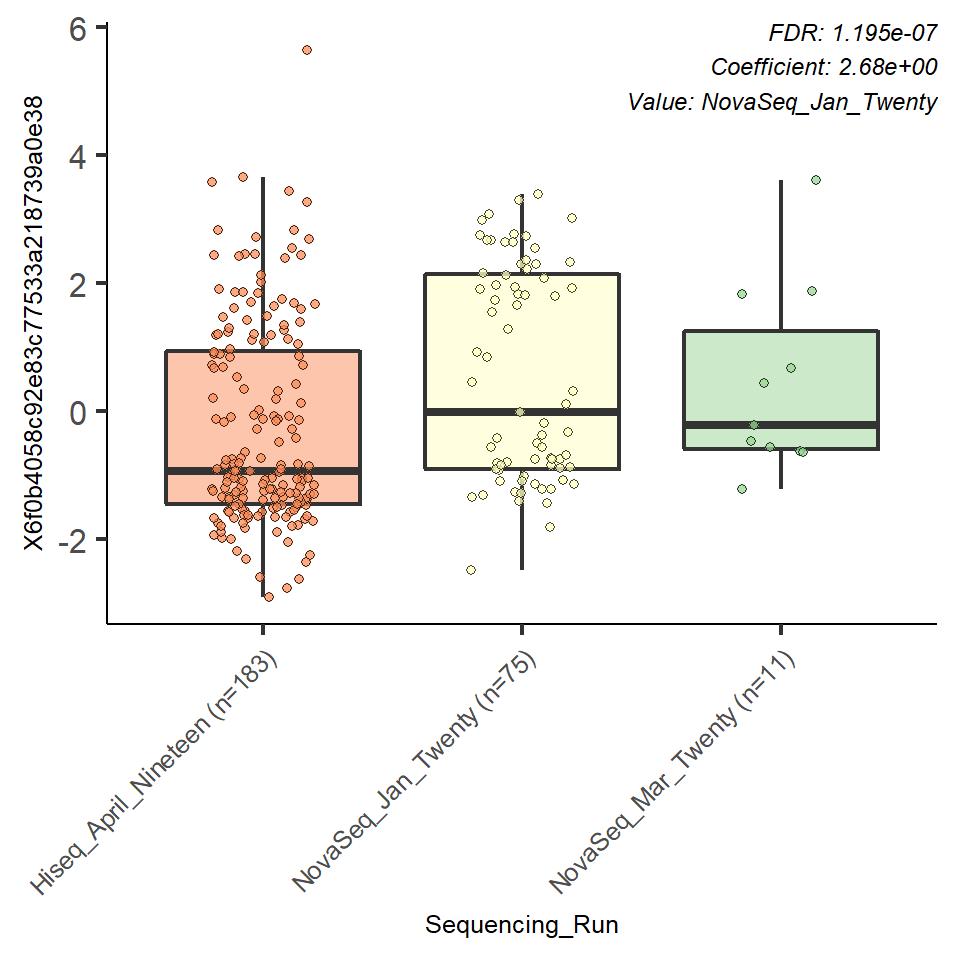 FDR: 1.195e-07
Coefficient: 2.68e+00
Value: NovaSeq_Jan_Twenty
X6f0b4058c92e83c77533a218739a0e38
6
4
2
0
-2
Hiseq_April_Nineteen (n=183)
NovaSeq_Jan_Twenty (n=75)
NovaSeq_Mar_Twenty (n=11)
Sequencing_Run